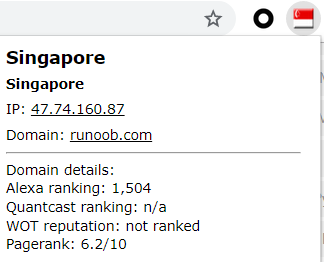 Singapore
Singapore
IP: 47.74.160.87
Domain: runoob.com
Domain details:
Alexa ranking: 1,504
Quantcast ranking: n/a
WOT reputation: not ranked
Pagerank: 6.2/10